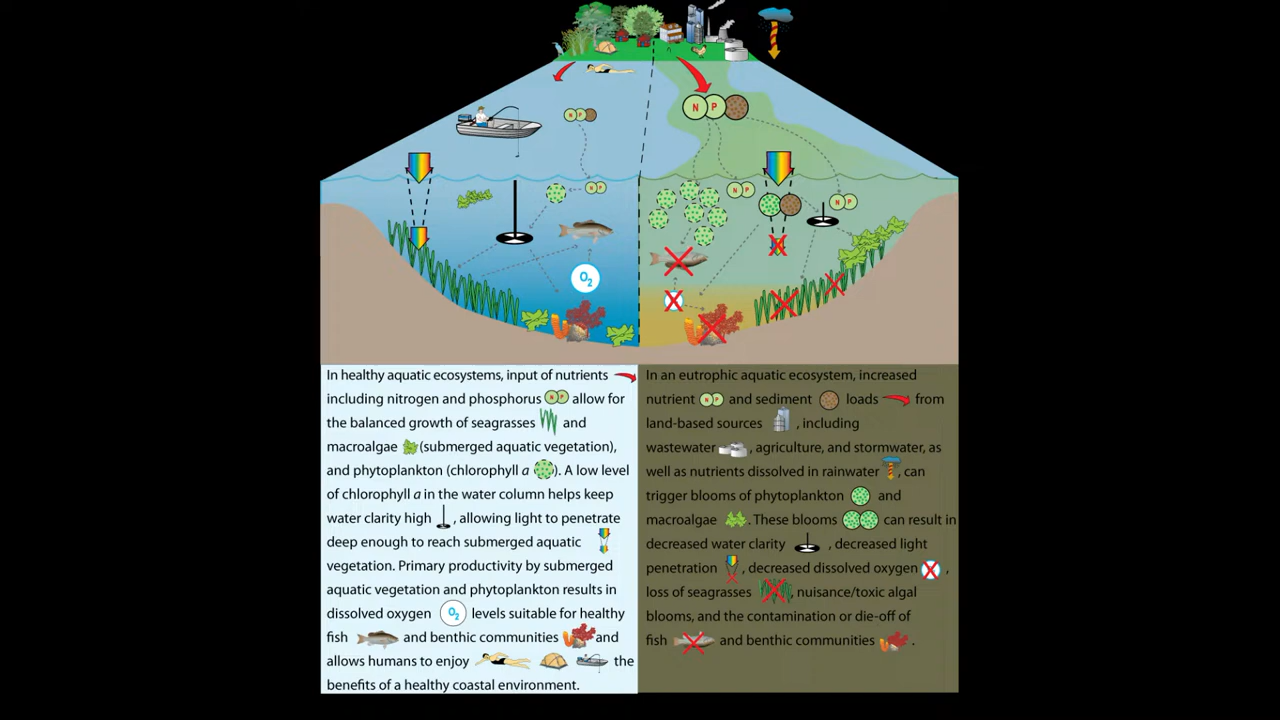 N P
N P
N P
N P
N P
O₂
In healthy aquatic ecosystems, input of nutrients
including nitrogen and phosphorus N P allow for
the balanced growth of seagrasses and
macroalgae (submerged aquatic vegetation),
and phytoplankton (chlorophyll a ). A low level
of chlorophyll a in the water column helps keep
water clarity high , allowing light to penetrate
deep enough to reach submerged aquatic
vegetation. Primary productivity by submerged
aquatic vegetation and phytoplankton results in
dissolved oxygen O₂ levels suitable for healthy
fish and benthic communities and
allows humans to enjoy the
benefits of a healthy coastal environment.
In an eutrophic aquatic ecosystem, increased
nutrient N P and sediment loads from
land-based sources , including
wastewater , agriculture, and stormwater, as
well as nutrients dissolved in rainwater , can
trigger blooms of phytoplankton and
macroalgae . These blooms can result in
decreased water clarity , decreased light
penetration , decreased dissolved oxygen ,
loss of seagrasses , nuisance/toxic algal
blooms, and the contamination or die-off of
fish and benthic communities .